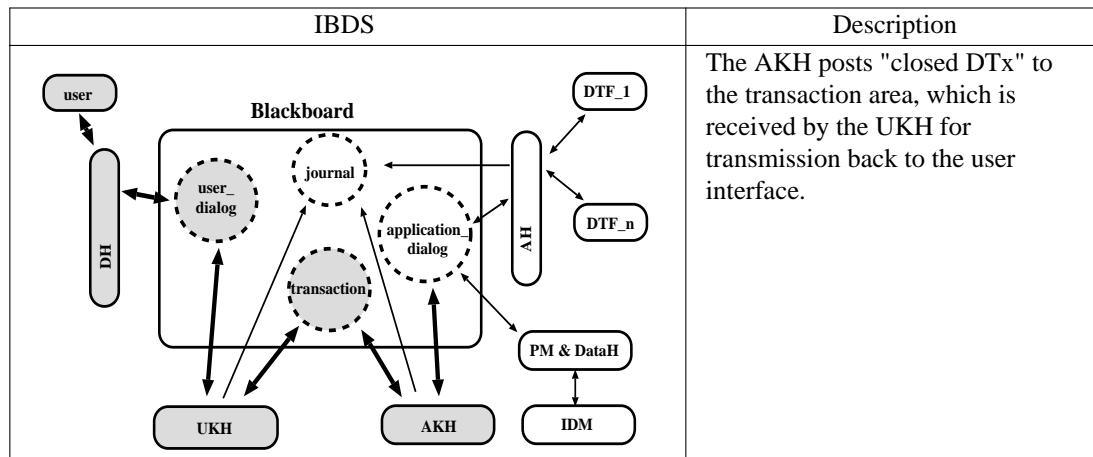 IBDS
Description
user
Blackboard
DTF_1
journal
user_
dialog
DH
application_
dialog
AH
DTF_n
transaction
PM & DataH
UKH
AKH
IDM
The AKH posts "closed DTx" to
the transaction area, which is
received by the UKH for
transmission back to the user
interface.